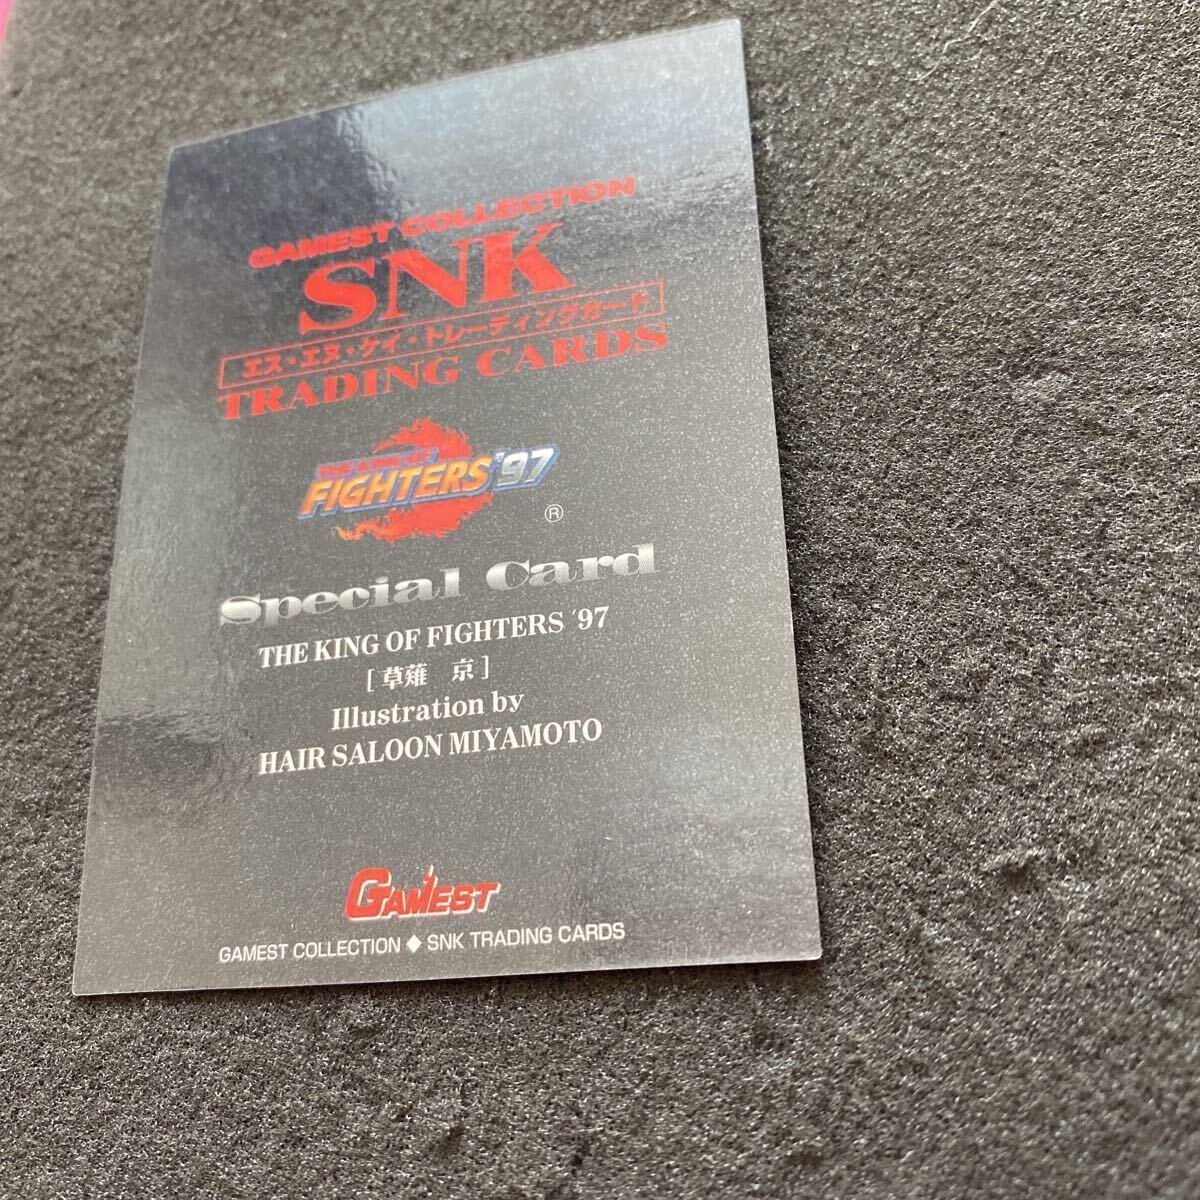 GAMEST COLLECTION
SNK
エス・エヌ・ケイ・トレーディングカード
TRADING CARDS
THE KING OF
FIGHTERS '97
®
Special Card
THE KING OF FIGHTERS '97
[草薙　京]
Illustration by
HAIR SALOON MIYAMOTO
GAMEST
GAMEST COLLECTION ◆ SNK TRADING CARDS